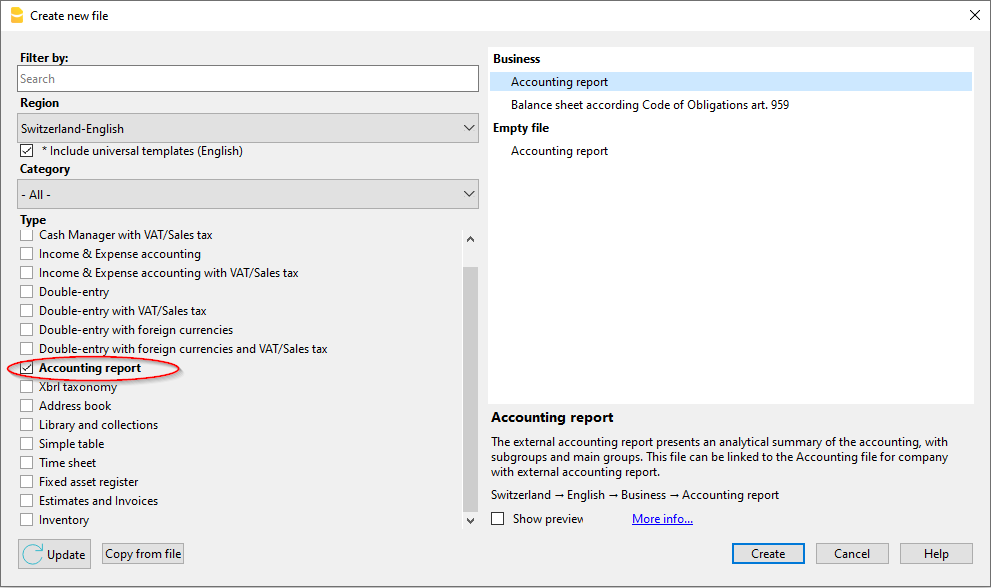 Create new file
Filter by:
Search
Region
Switzerland-English
* Include universal templates (English)
Category
- All -
Type
Cash Manager with VAT/Sales tax
Income & Expense accounting
Income & Expense accounting with VAT/Sales tax
Double-entry
Double-entry with VAT/Sales tax
Double-entry with foreign currencies
Double-entry with foreign currencies and VAT/Sales tax
Accounting report
Xbrl taxonomy
Address book
Library and collections
Simple table
Time sheet
Fixed asset register
Estimates and Invoices
Inventory
Update
Copy from file
Business
Accounting report
Balance sheet according Code of Obligations art. 959
Empty file
Accounting report
Accounting report
The external accounting report presents an analytical summary of the accounting, with
subgroups and main groups. This file can be linked to the Accounting file for company
with external accounting report.
Switzerland → English → Business → Accounting report
Show preview
More info...
Create
Cancel
Help